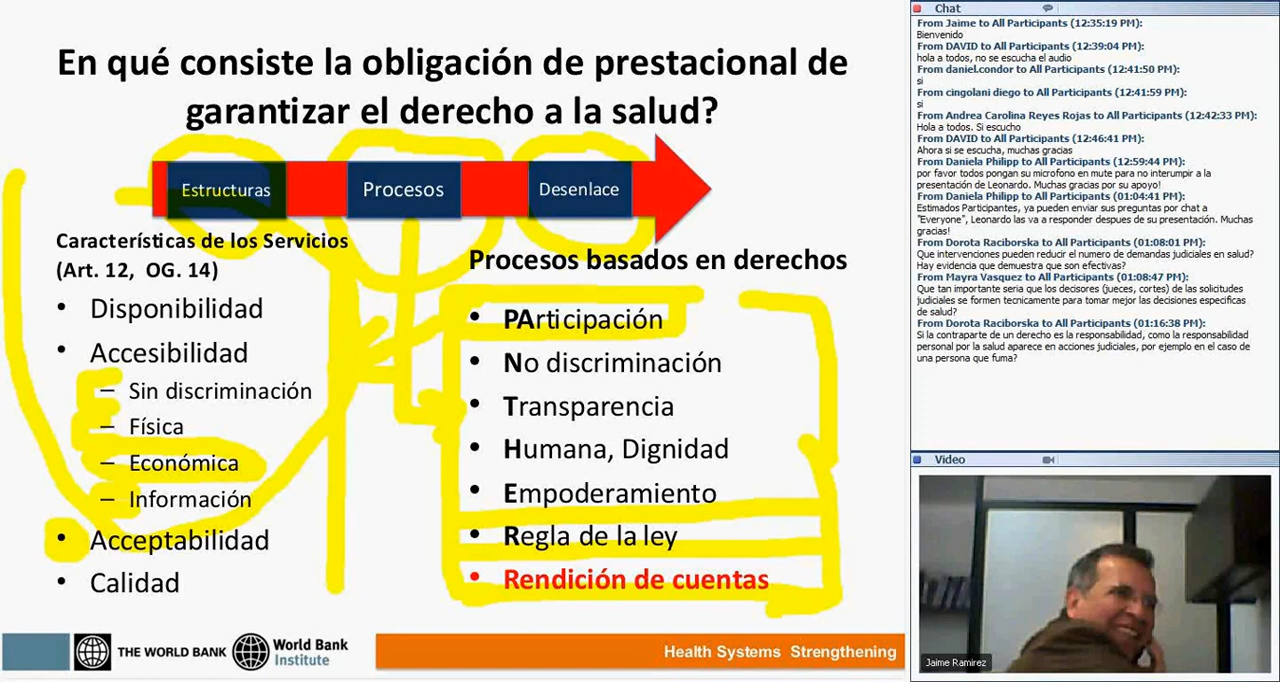 En qué consiste la obligación de prestacional de
garantizar el derecho a la salud?
Estructuras
Procesos
Desenlace
Características de los Servicios
(Art. 12, OG. 14)
• Disponibilidad
• Accesibilidad
– Sin discriminación
– Física
– Económica
– Información
• Acceptabilidad
• Calidad
Procesos basados en derechos
• PArticipación
• No discriminación
• Transparencia
• Humana, Dignidad
• Empoderamiento
• Regla de la ley
• Rendición de cuentas
THE WORLD BANK
World Bank
Institute
Health Systems Strengthening
Chat
From Jaime to All Participants (12:35:19 PM):
Bienvenido
From DAVID to All Participants (12:39:04 PM):
hola a todos, no se escucha el audio
From daniel.condor to All Participants (12:41:50 PM):
si
From cingolani diego to All Participants (12:41:59 PM):
si
From Andrea Carolina Reyes Rojas to All Participants (12:42:33 PM):
Hola a todos. Si escucho
From DAVID to All Participants (12:46:41 PM):
Ahora si se escucha, muchas gracias
From Daniela Philipp to All Participants (12:59:44 PM):
por favor todos pongan su microfono en mute para no interumpir a la
presentación de Leonardo. Muchas gracias por su apoyo!
From Daniela Philipp to All Participants (01:04:41 PM):
Estimados Participantes, ya pueden enviar sus preguntas por chat a
"Everyone", Leonardo las va a responder despues de su presentación. Muchas
gracias!
From Dorota Raciborska to All Participants (01:08:01 PM):
Que intervenciones pueden reducir el numero de demandas judiciales en salud?
Hay evidencia que demuestra que son efectivas?
From Mayra Vasquez to All Participants (01:08:47 PM):
Que tan importante seria que los decisores (jueces, cortes) de las solicitudes
judiciales se formen tecnicamente para tomar mejor las decisiones especificas
de salud?
From Dorota Raciborska to All Participants (01:16:38 PM):
Si la contraparte de un derecho es la responsabilidad, como la responsabilidad
personal por la salud aparece en acciones judiciales, por ejemplo en el caso de
una persona que fuma?
Video
Jaime Ramirez